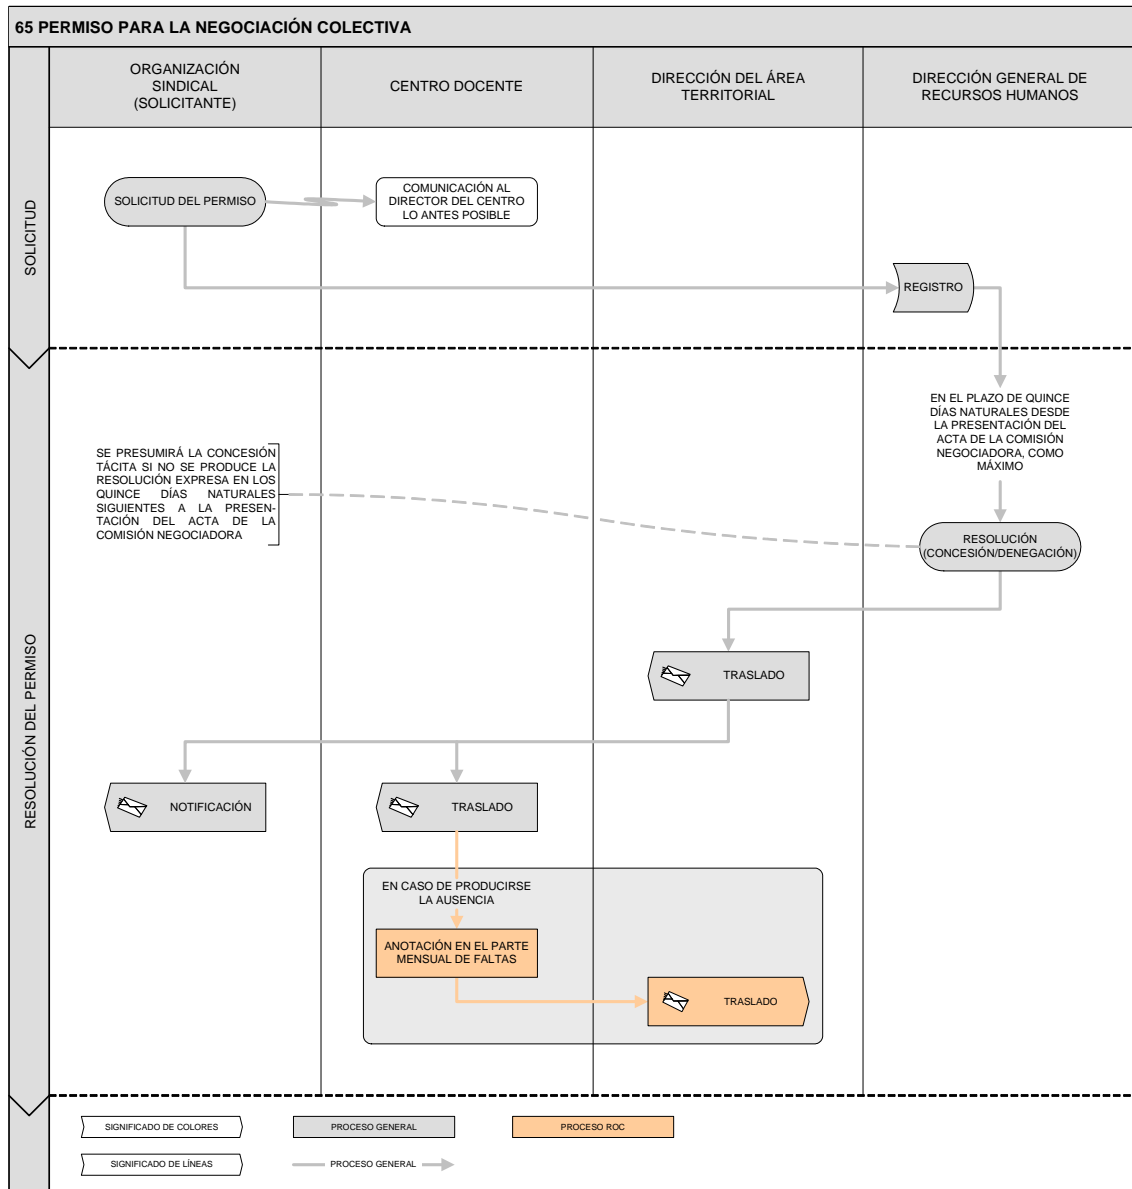 65 PERMISO PARA LA NEGOCIACIÓN COLECTIVA
ORGANIZACIÓN
SINDICAL
(SOLICITANTE)
CENTRO DOCENTE
DIRECCIÓN DEL ÁREA
TERRITORIAL
DIRECCIÓN GENERAL DE
RECURSOS HUMANOS
SOLICITUD
SOLICITUD DEL PERMISO
COMUNICACIÓN AL
DIRECTOR DEL CENTRO
LO ANTES POSIBLE
REGISTRO
RESOLUCIÓN DEL PERMISO
EN EL PLAZO DE QUINCE
DÍAS NATURALES DESDE
LA PRESENTACIÓN DEL
ACTA DE LA COMISIÓN
NEGOCIADORA, COMO
MÁXIMO
SE PRESUMIRÁ LA CONCESIÓN
TÁCITA SI NO SE PRODUCE LA
RESOLUCIÓN EXPRESA EN LOS
QUINCE DÍAS NATURALES
SIGUIENTES A LA PRESEN-
TACIÓN DEL ACTA DE LA
COMISIÓN NEGOCIADORA
RESOLUCIÓN
(CONCESIÓN/DENEGACIÓN)
TRASLADO
NOTIFICACIÓN
TRASLADO
EN CASO DE PRODUCIRSE
LA AUSENCIA
ANOTACIÓN EN EL PARTE
MENSUAL DE FALTAS
TRASLADO
SIGNIFICADO DE COLORES
PROCESO GENERAL
PROCESO ROC
SIGNIFICADO DE LÍNEAS
PROCESO GENERAL